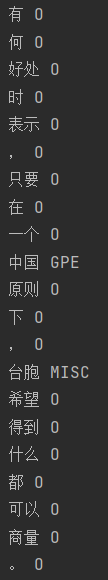 有 O
何 O
好处 O
时 O
表示 O
， O
只要 O
在 O
一个 O
中国 GPE
原则 O
下 O
， O
台胞 MISC
希望 O
得到 O
什么 O
都 O
可以 O
商量 O
。 O